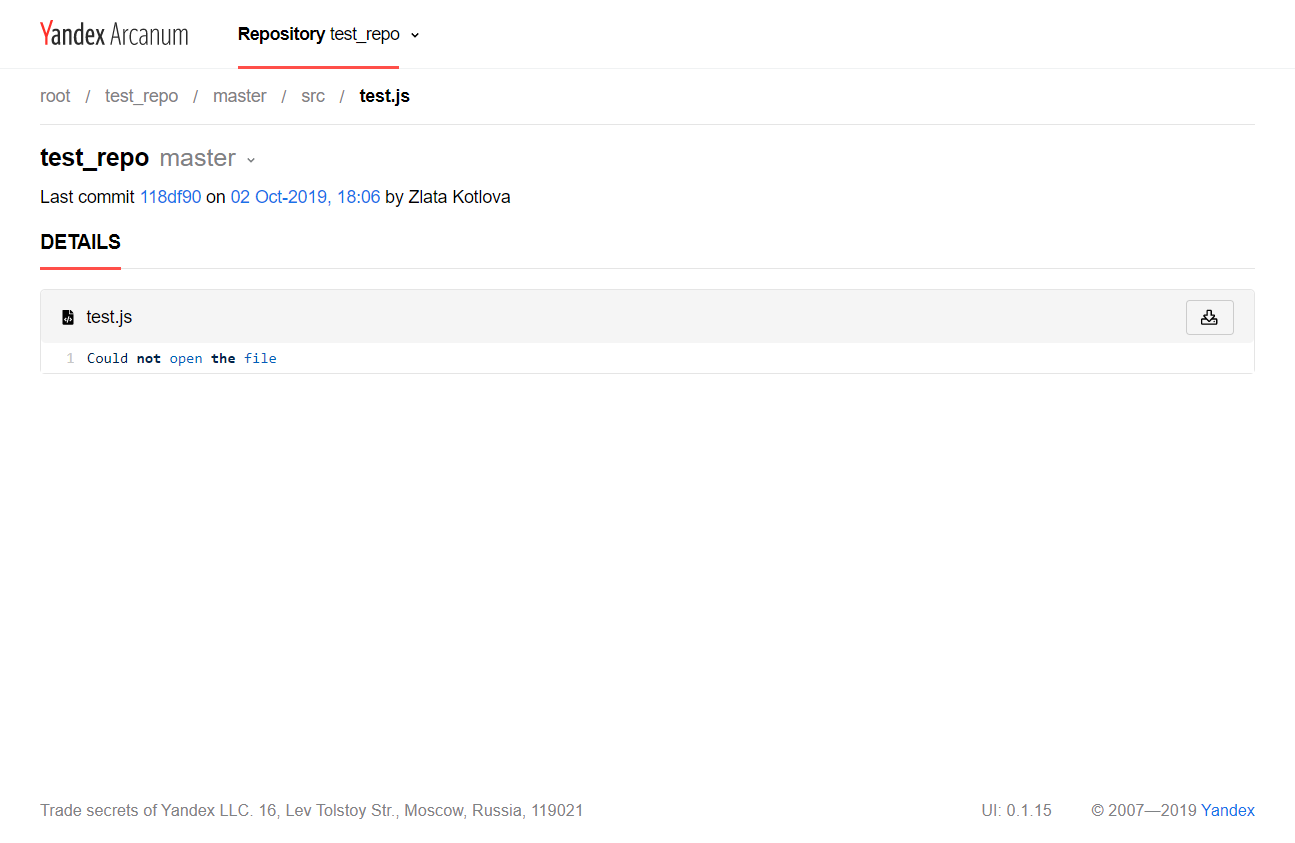 Yandex Arcanum
Repository test_repo
root / test_repo / master / src / test.js
test_repo master
Last commit 118df90 on 02 Oct-2019, 18:06 by Zlata Kotlova
DETAILS
test.js
1 Could not open the file
Trade secrets of Yandex LLC. 16, Lev Tolstoy Str., Moscow, Russia, 119021
UI: 0.1.15
© 2007—2019 Yandex